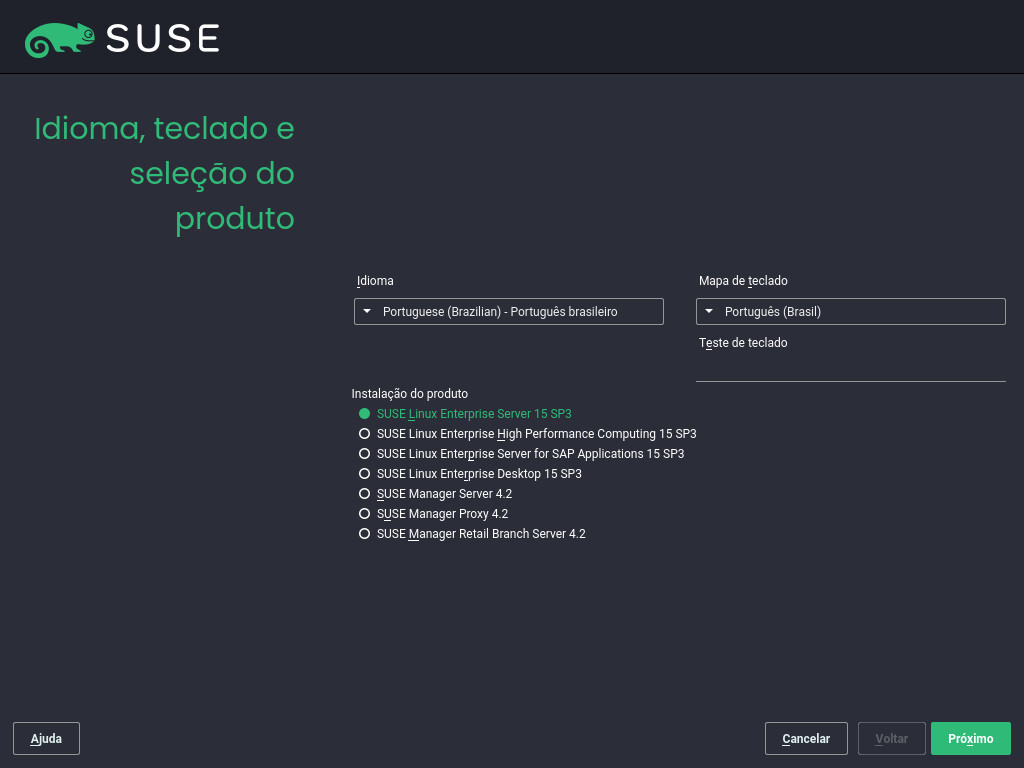 SUSE
Idioma, teclado e
seleção do
produto
Idioma
Mapa de teclado
Portuguese (Brazilian) - Português brasileiro
Português (Brasil)
Teste de teclado
Instalação do produto
SUSE Linux Enterprise Server 15 SP3
SUSE Linux Enterprise High Performance Computing 15 SP3
SUSE Linux Enterprise Server for SAP Applications 15 SP3
SUSE Linux Enterprise Desktop 15 SP3
SUSE Manager Server 4.2
SUSE Manager Proxy 4.2
SUSE Manager Retail Branch Server 4.2
Ajuda
Cancelar
Voltar
Próximo